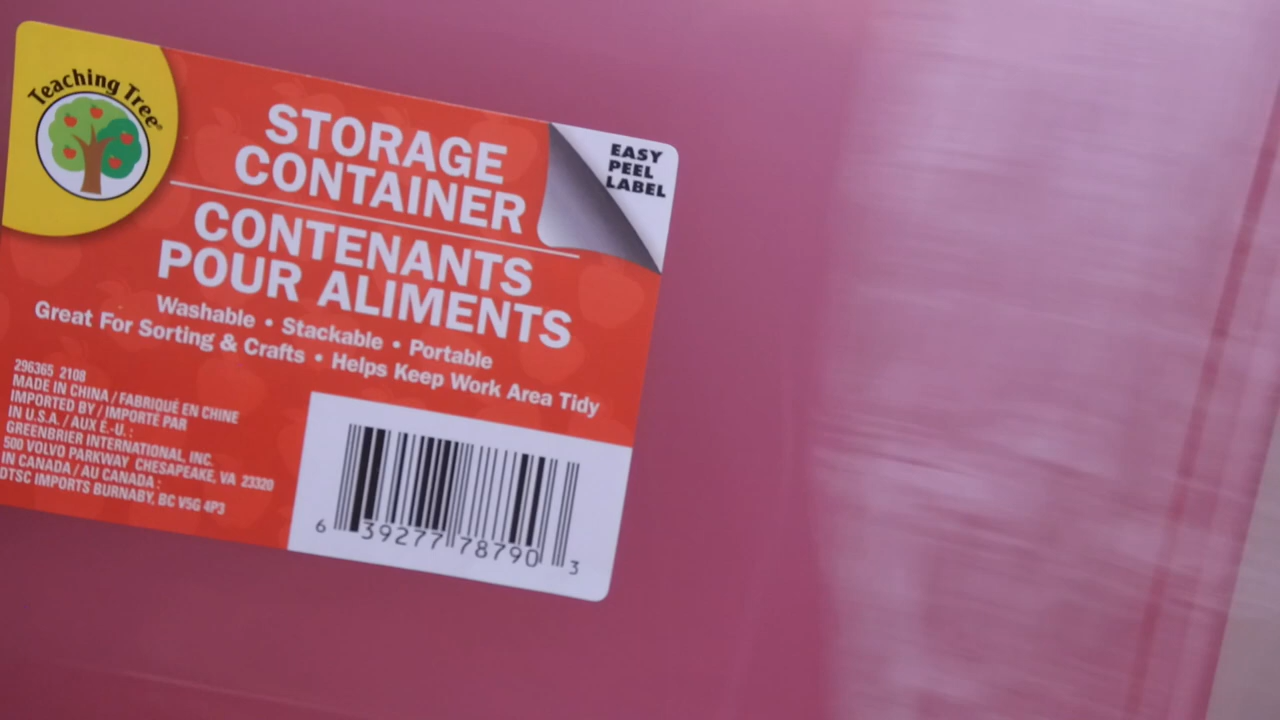 Teaching Tree®
STORAGE
CONTAINER
EASY
PEEL
LABEL
CONTENANTS
POUR ALIMENTS
Washable • Stackable • Portable
Great For Sorting & Crafts • Helps Keep Work Area Tidy
296365 2108
MADE IN CHINA / FABRIQUÉ EN CHINE
IMPORTED BY / IMPORTÉ PAR
IN U.S.A. / AUX É.-U. :
GREENBRIER INTERNATIONAL, INC.
500 VOLVO PARKWAY CHESAPEAKE, VA 23320
IN CANADA / AU CANADA :
DTSC IMPORTS BURNABY, BC V5G 4P3
6 39277 78790 3